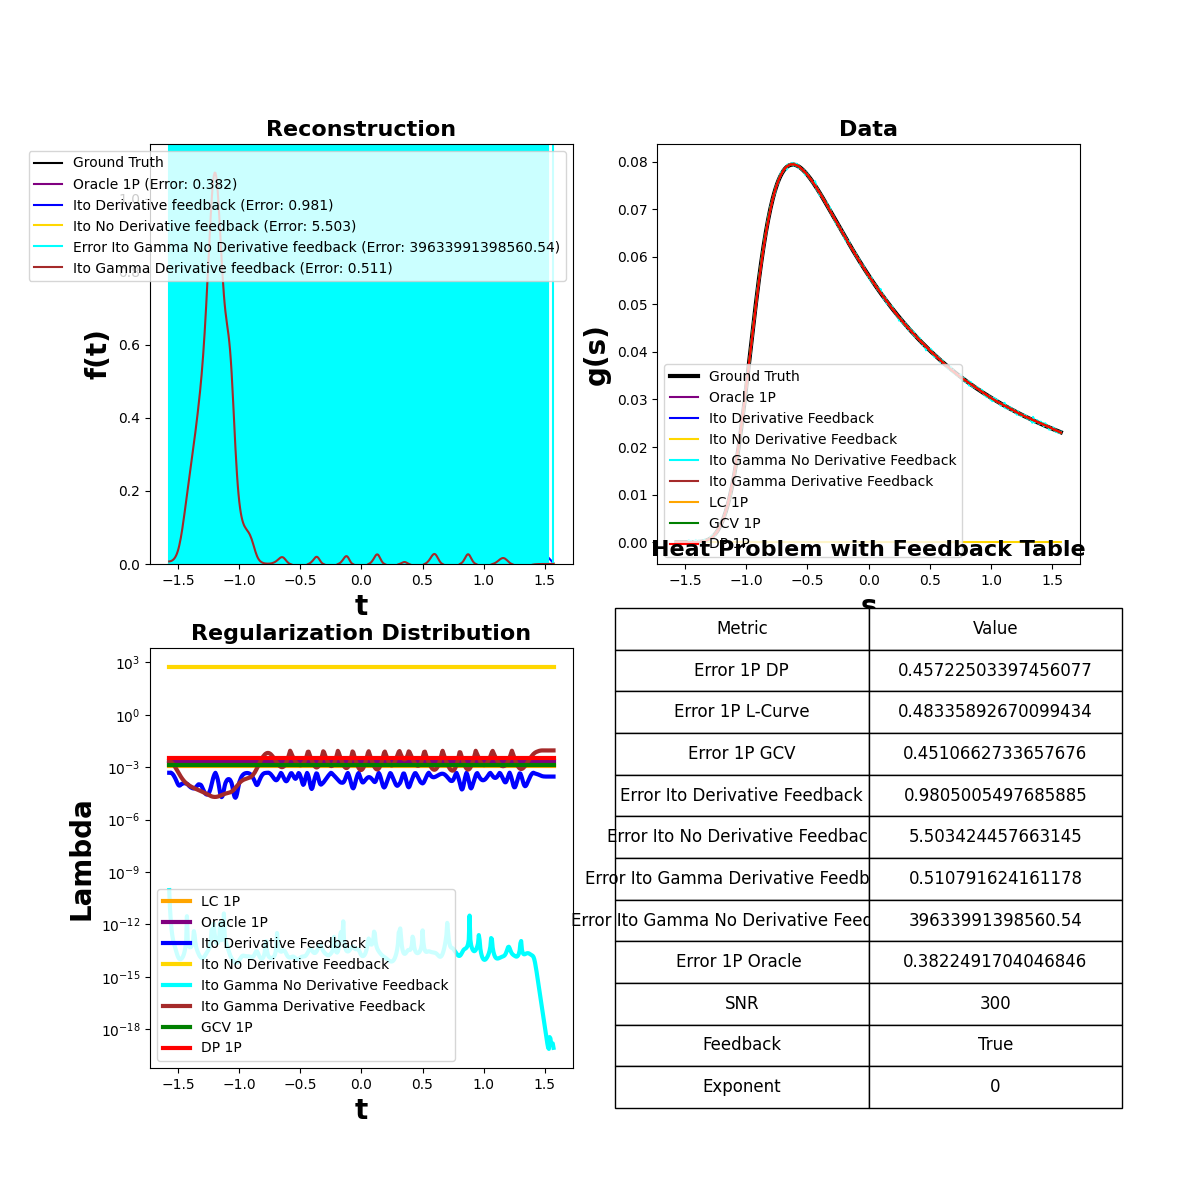 Reconstruction
Ground Truth
Oracle 1P (Error: 0.382)
Ito Derivative feedback (Error: 0.981)
Ito No Derivative feedback (Error: 5.503)
Error Ito Gamma No Derivative feedback (Error: 39633991398560.54)
Ito Gamma Derivative feedback (Error: 0.511)
f(t)
1.0
0.8
0.6
0.4
0.2
0.0
−1.5 −1.0 −0.5 0.0 0.5 1.0 1.5
t
Data
g(s)
0.08
0.07
0.06
0.05
0.04
0.03
0.02
0.01
0.00
Ground Truth
Oracle 1P
Ito Derivative Feedback
Ito No Derivative Feedback
Ito Gamma No Derivative Feedback
Ito Gamma Derivative Feedback
LC 1P
GCV 1P
DP 1P
−1.5 −1.0 −0.5 0.0 0.5 1.0 1.5
s
Regularization Distribution
Lambda
10³
10⁰
10⁻³
10⁻⁶
10⁻⁹
10⁻¹²
10⁻¹⁵
10⁻¹⁸
LC 1P
Oracle 1P
Ito Derivative Feedback
Ito No Derivative Feedback
Ito Gamma No Derivative Feedback
Ito Gamma Derivative Feedback
GCV 1P
DP 1P
−1.5 −1.0 −0.5 0.0 0.5 1.0 1.5
t
Heat Problem with Feedback Table
Metric Value
Error 1P DP 0.45722503397456077
Error 1P L-Curve 0.48335892670099434
Error 1P GCV 0.4510662733657676
Error Ito Derivative Feedback 0.9805005497685885
Error Ito No Derivative Feedbac 5.503424457663145
Error Ito Gamma Derivative Feedb 0.510791624161178
Error Ito Gamma No Derivative Feec 39633991398560.54
Error 1P Oracle 0.3822491704046846
SNR 300
Feedback True
Exponent 0